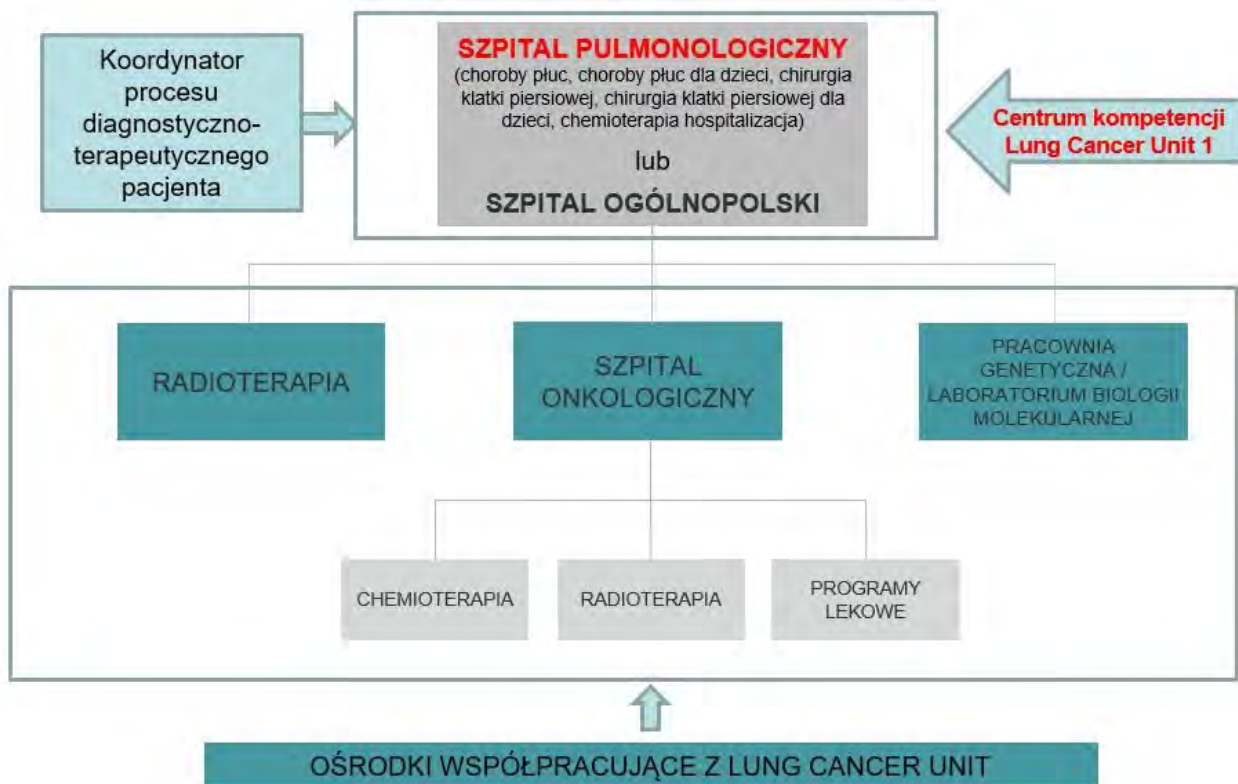 Koordynator
procesu
diagnostyczno-
terapeutycznego
pacjenta
SZPITAL PULMONOLOGICZNY
(choroby płuc, choroby płuc dla dzieci, chirurgia
klatki piersiowej, chirurgia klatki piersiowej dla
dzieci, chemioterapia hospitalizacja)
lub
SZPITAL OGÓLNOPOLSKI
Centrum kompetencji
Lung Cancer Unit 1
RADIOTERAPIA
SZPITAL
ONKOLOGICZNY
PRACOWNIA
GENETYCZNA /
LABORATORIUM BIOLOGII
MOLEKULARNEJ
CHEMIOTERAPIA
RADIOTERAPIA
PROGRAMY
LEKOWE
OŚRODKI WSPÓŁPRACUJĄCE Z LUNG CANCER UNIT